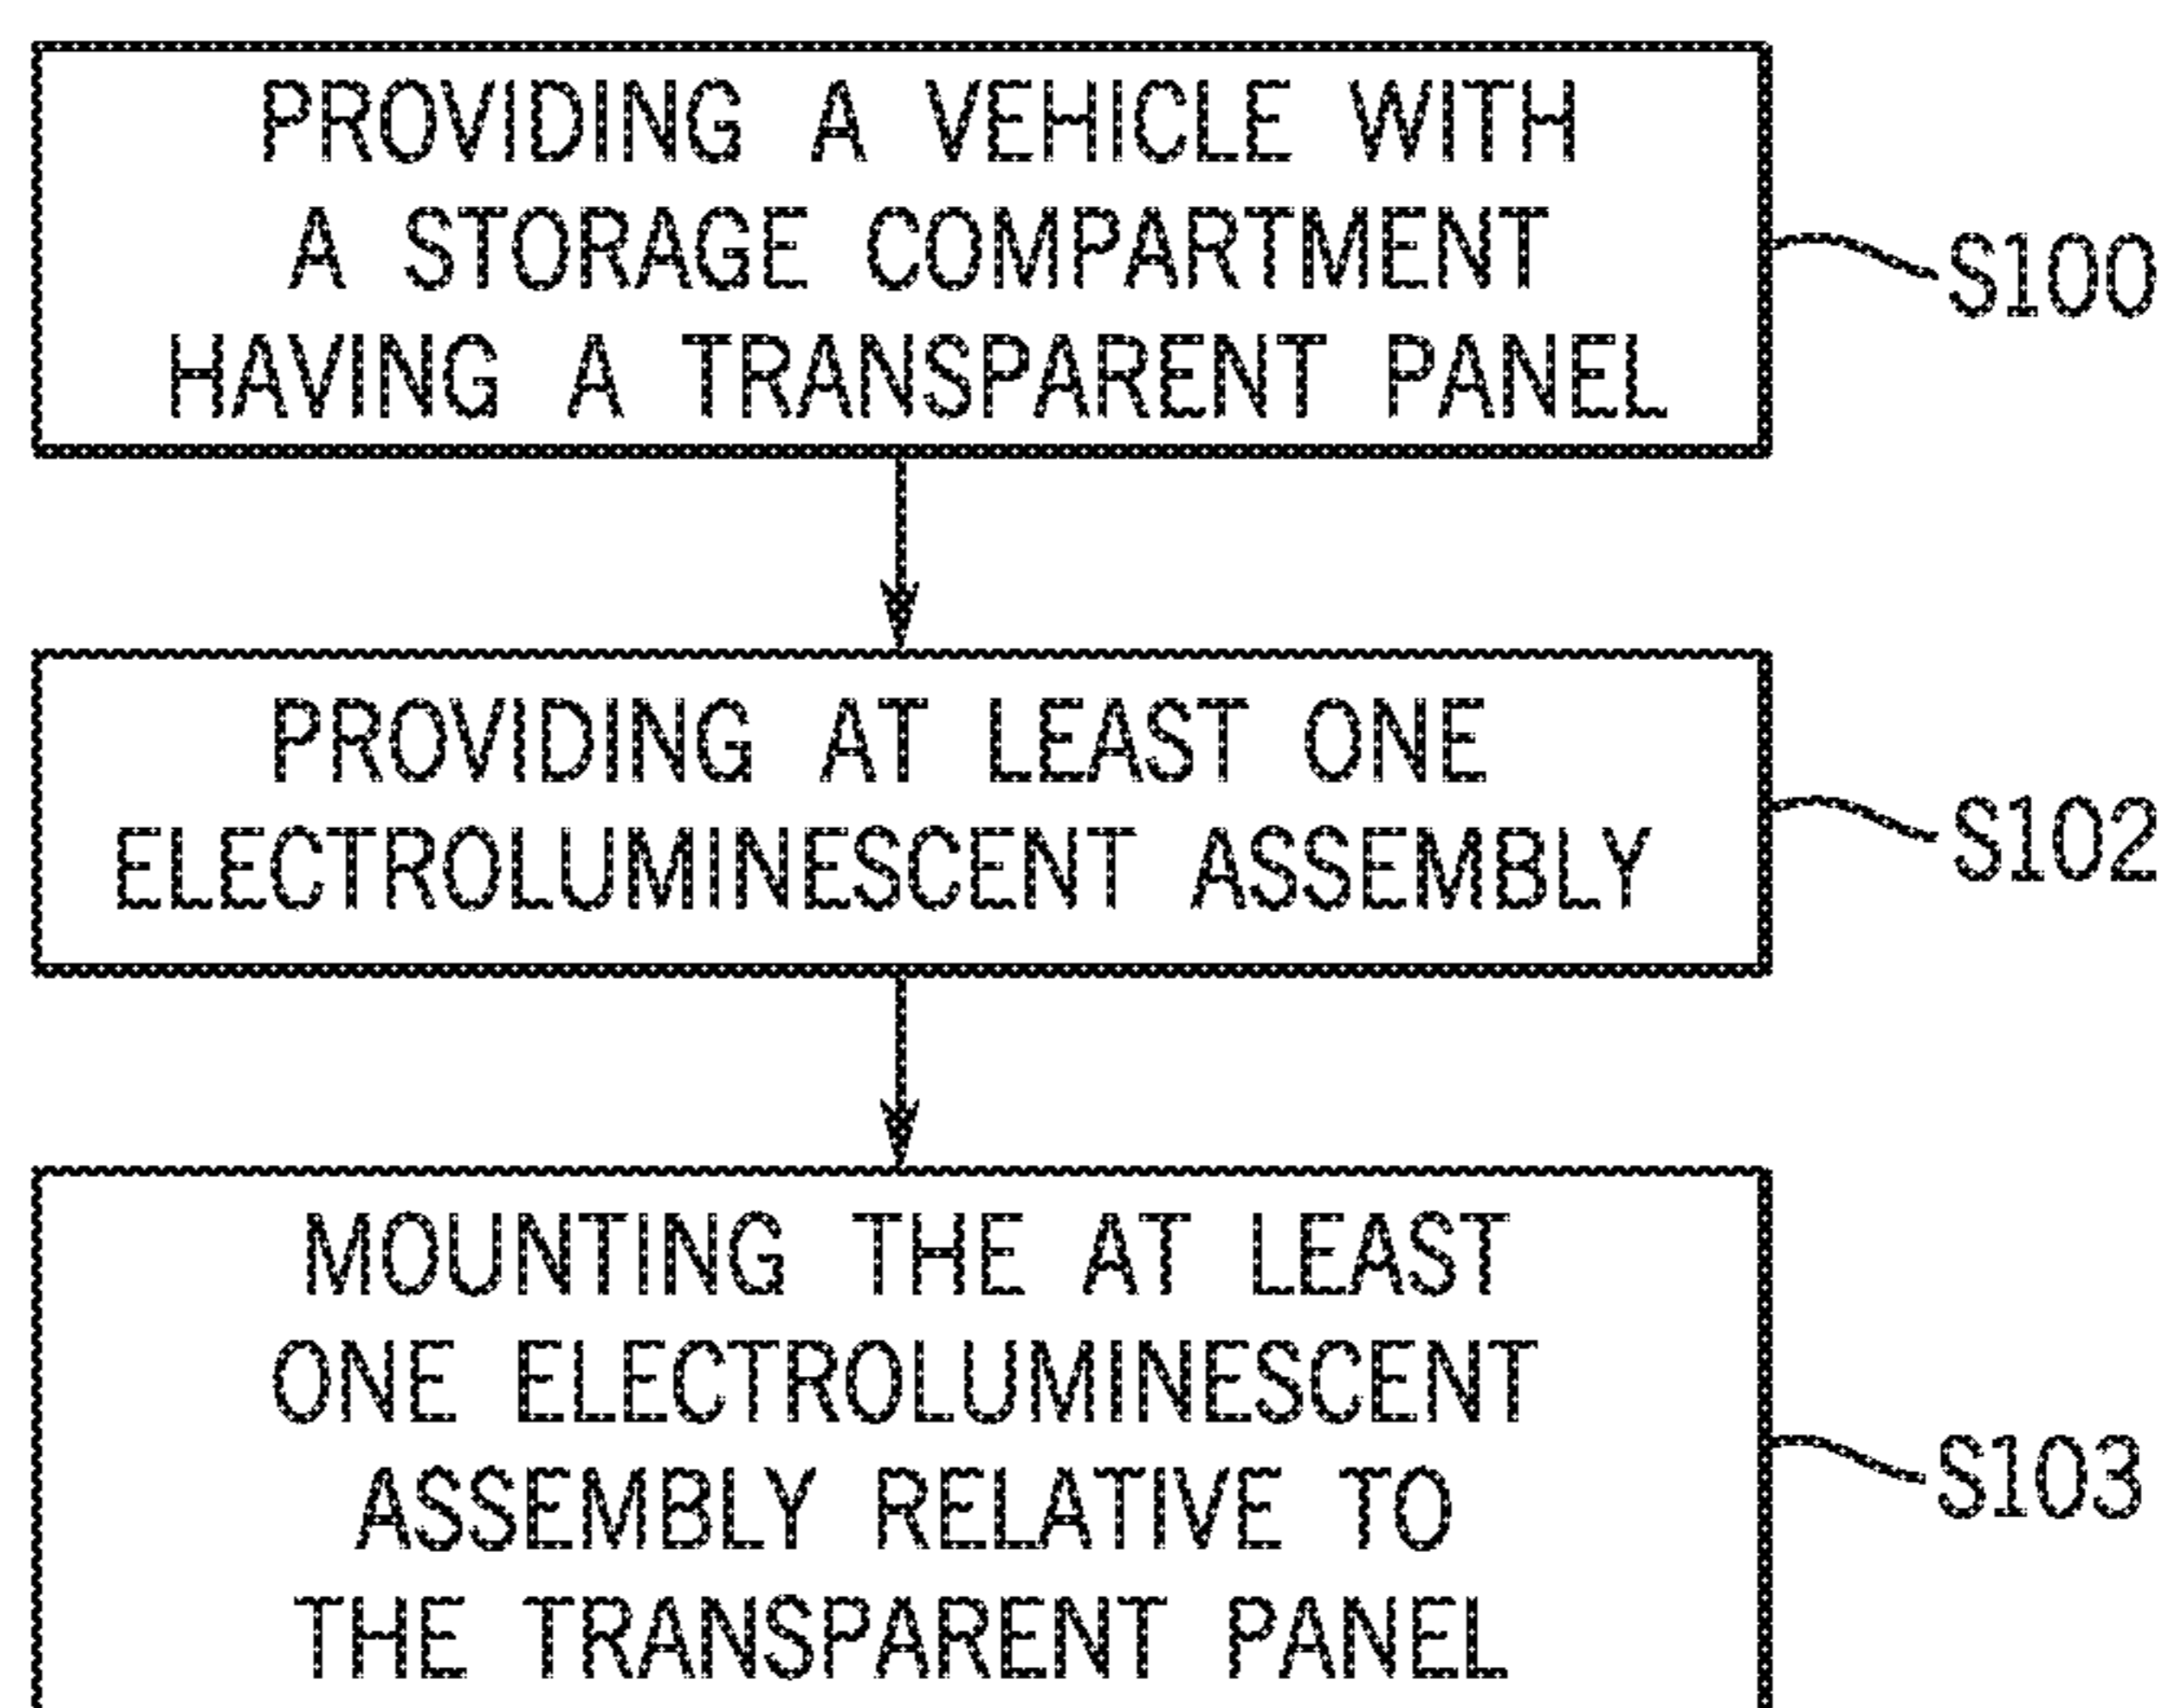 PROVIDING A VEHICLE WITH
A STORAGE COMPARTMENT
HAVING A TRANSPARENT PANEL
S100
PROVIDING AT LEAST ONE
ELECTROLUMINESCENT ASSEMBLY
S102
MOUNTING THE AT LEAST
ONE ELECTROLUMINESCENT
ASSEMBLY RELATIVE TO
THE TRANSPARENT PANEL
S103